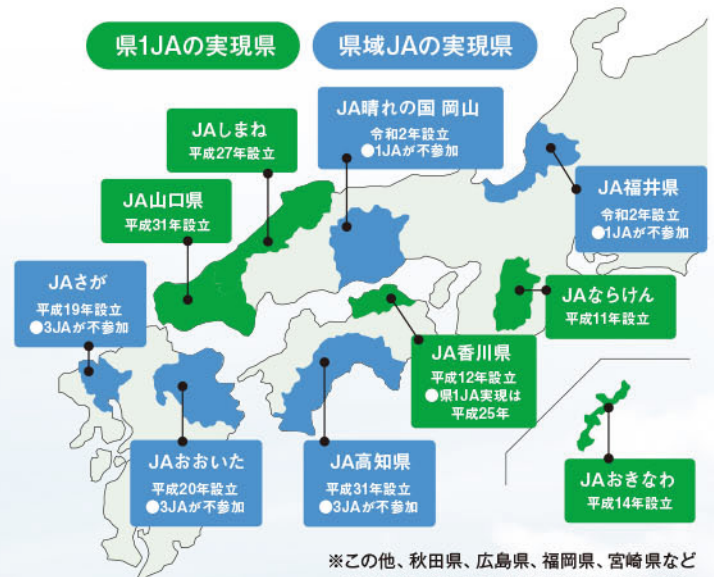 県1JAの実現県
県域JAの実現県
JAしまね
平成27年設立
JA晴れの国 岡山
令和2年設立
●1JAが不参加
JA山口県
平成31年設立
JA福井県
令和2年設立
●1JAが不参加
JAさが
平成19年設立
●3JAが不参加
JAならけん
平成11年設立
JA香川県
平成12年設立
●県1JA実現は
平成25年
JAおおいた
平成20年設立
●3JAが不参加
JA高知県
平成31年設立
●3JAが不参加
JAおきなわ
平成14年設立
※この他、秋田県、広島県、福岡県、宮崎県など